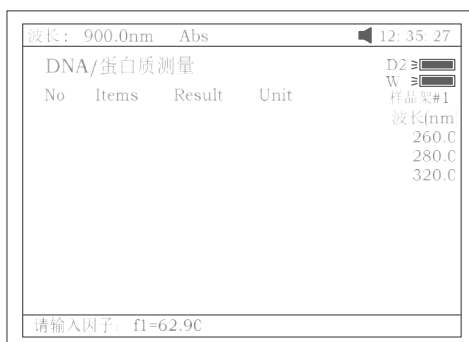 波长: 900.0nm Abs 12:35:27
DNA/蛋白质测量
D2
W
No Items Result Unit
样品架#1
波长(nm
260.0
280.0
320.0
请输入因子: f1=62.90